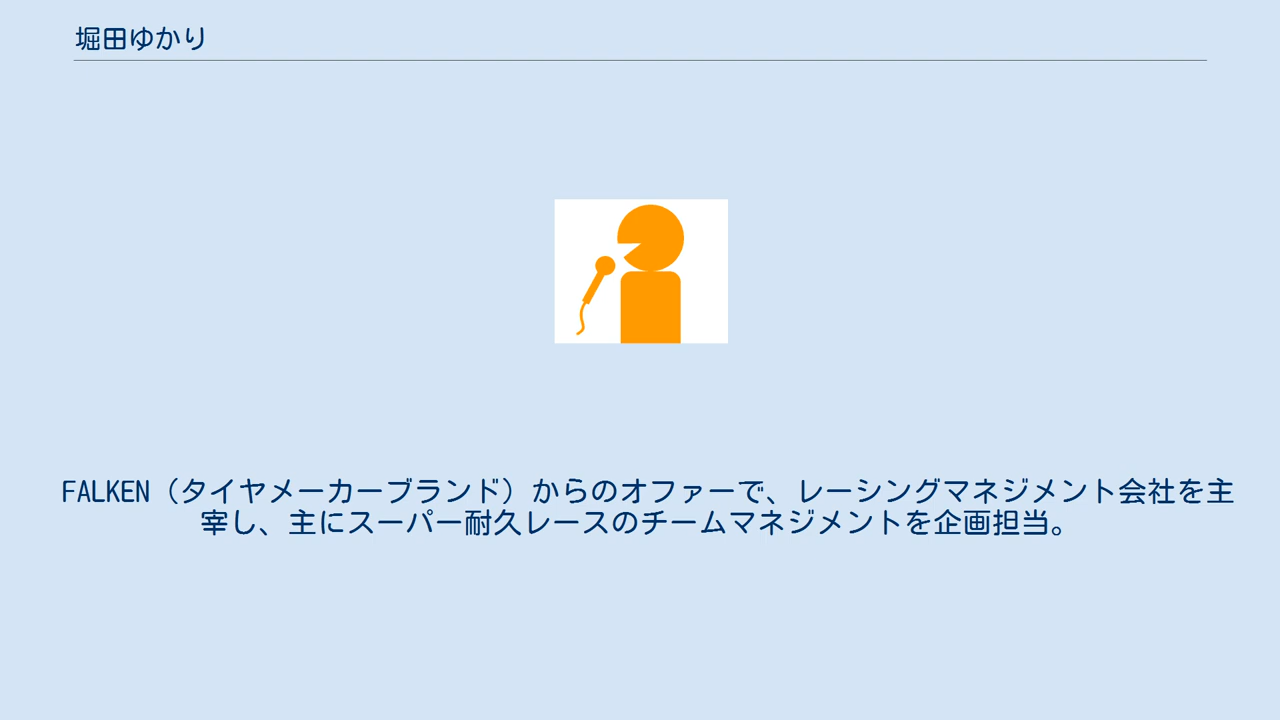 堀田ゆかり
FALKEN（タイヤメーカーブランド）からのオファーで、レーシングマネジメント会社を主
宰し、主にスーパー耐久レースのチームマネジメントを企画担当。